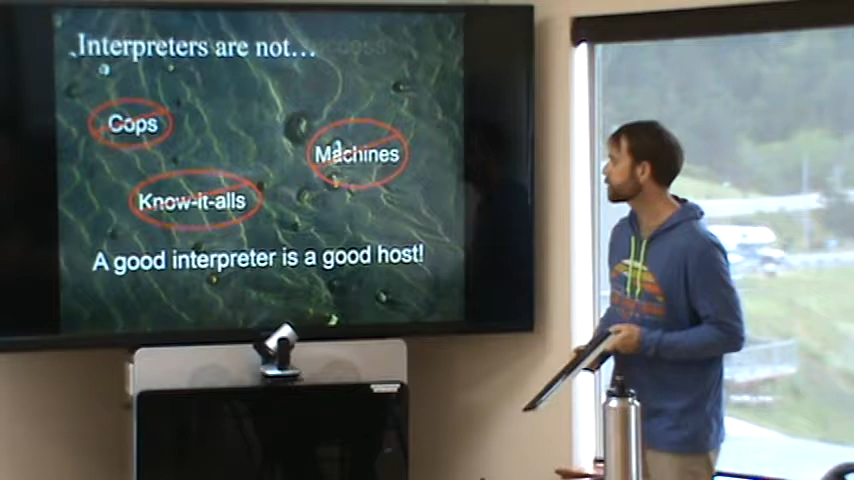 Interpreters are not...
Cops
Machines
Know-it-alls
A good interpreter is a good host!